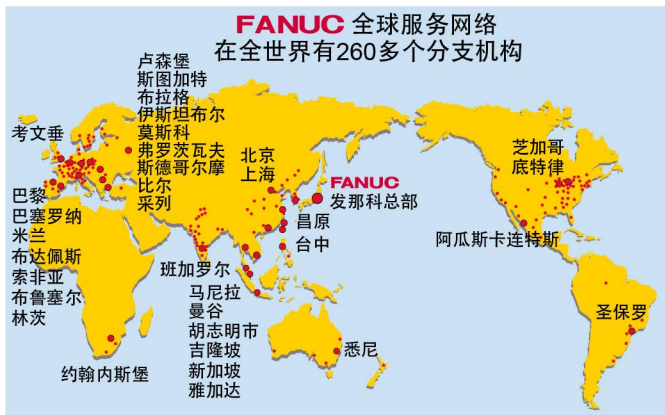 FANUC 全球服务网络
在全世界有260多个分支机构
卢森堡
斯图加特
布拉格
伊斯坦布尔
莫斯科
弗罗茨瓦夫
斯德哥尔摩
比尔
采列
考文垂
巴黎
巴塞罗纳
米兰
布达佩斯
索非亚
布鲁塞尔
林茨
约翰内斯堡
北京
上海
FANUC
发那科总部
昌原
台中
班加罗尔
马尼拉
曼谷
胡志明市
吉隆坡
新加坡
雅加达
悉尼
芝加哥
底特律
阿瓜斯卡连特斯
圣保罗